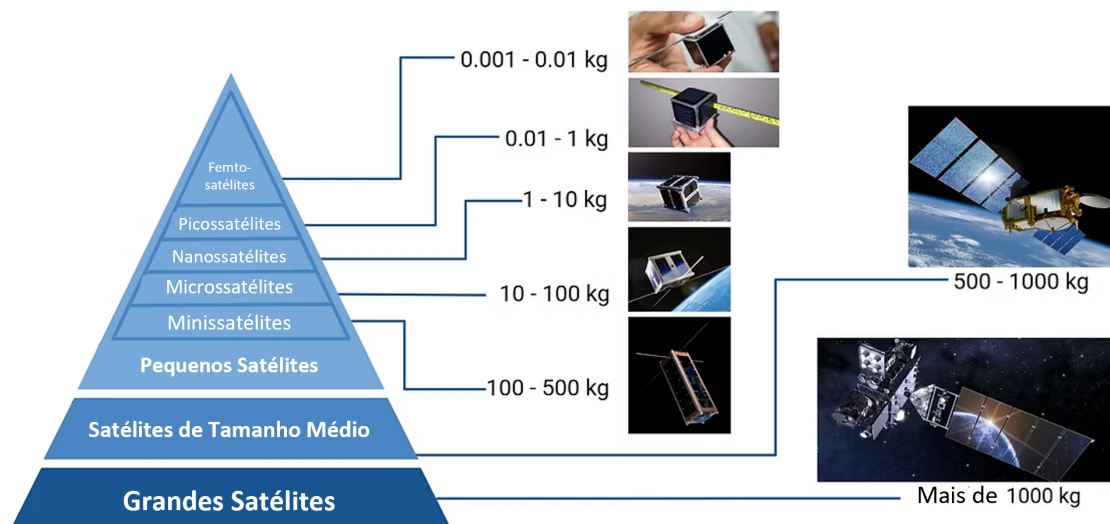 0.001 - 0.01 kg
Femto-
satélites
0.01 - 1 kg
Picossatélites
1 - 10 kg
Nanossatélites
Microssatélites
10 - 100 kg
500 - 1000 kg
Minissatélites
Pequenos Satélites
100 - 500 kg
Satélites de Tamanho Médio
Grandes Satélites
Mais de 1000 kg